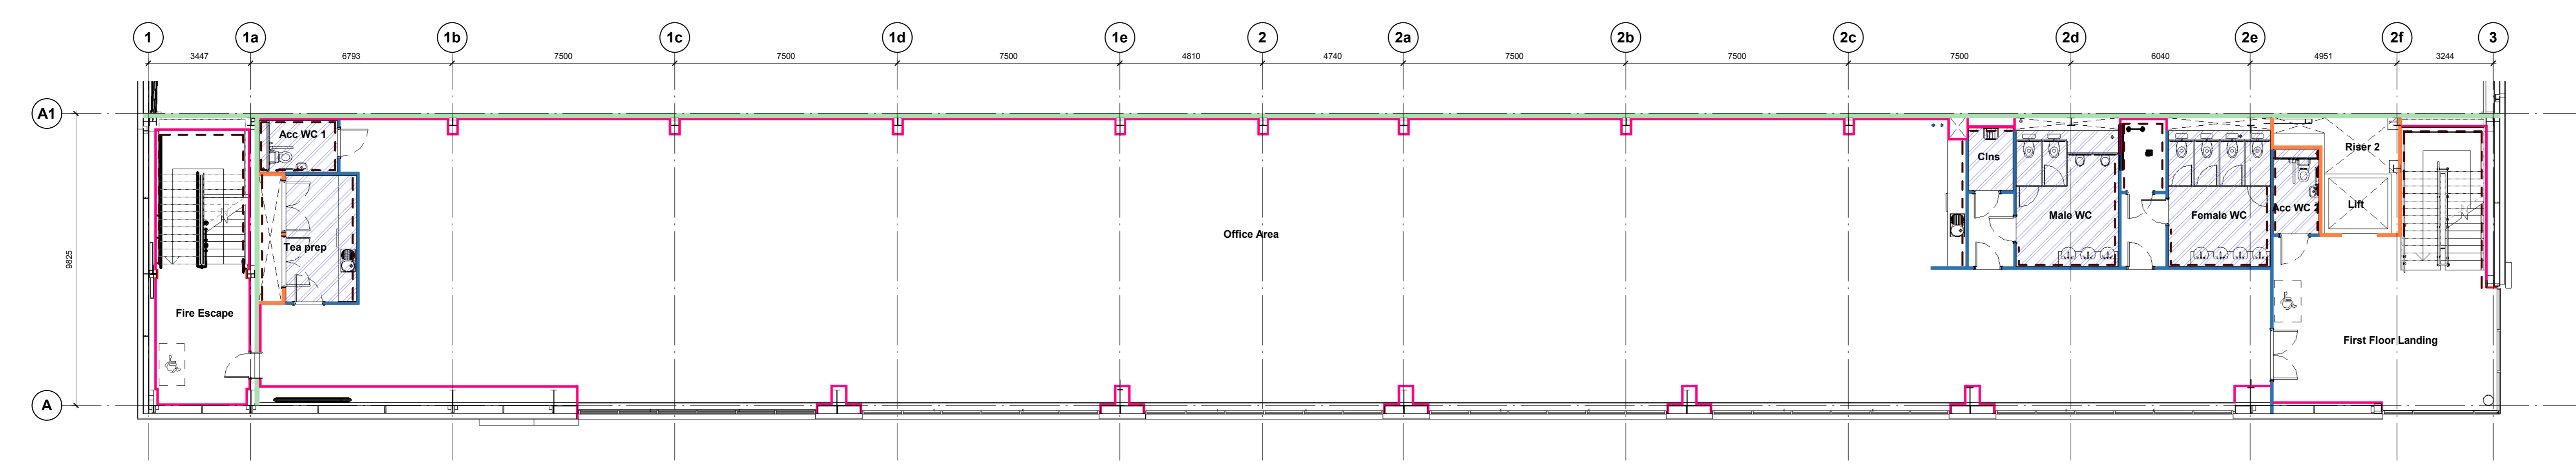 1 1a 1b 1c 1d 1e 2 2a 2b 2c 2d 2e 2f 3
3447 6793 7500 7500 7500 4810 4740 7500 7500 7500 6040 4951 3244
A1
Acc WC 1
Clns
Riser 2
Acc WC 2
Lift
Male WC
Female WC
Office Area
Tea prep
9825
Fire Escape
First Floor Landing
A